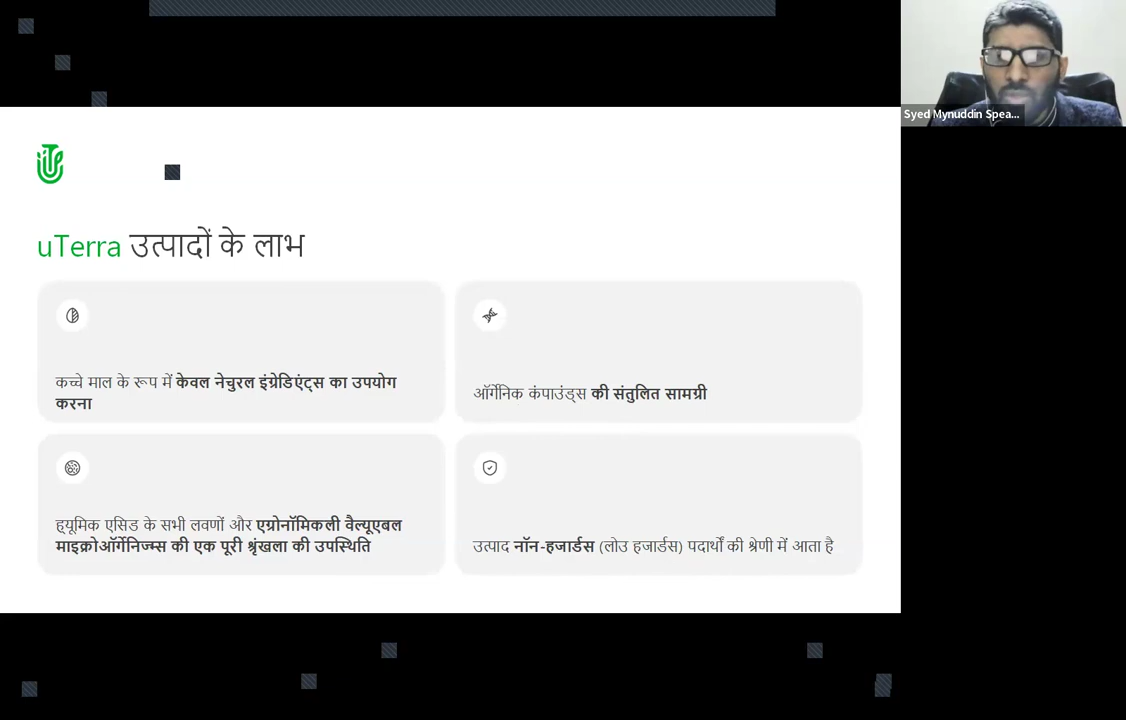 Syed Mynuddin Spea...
uTerra उत्पादों के लाभ
कच्चे माल के रूप में केवल नेचुरल इंग्रेडिएंट्स का उपयोग
करना
ऑर्गेनिक कंपाउंड्स की संतुलित सामग्री
ह्यूमिक एसिड के सभी लवणों और एग्रोनॉमिकली वैल्यूएबल
माइक्रोऑर्गेनिज्म्स की एक पूरी श्रृंखला की उपस्थिति
उत्पाद नॉन-हजार्डस (लोउ हजार्डस) पदार्थों की श्रेणी में आता है